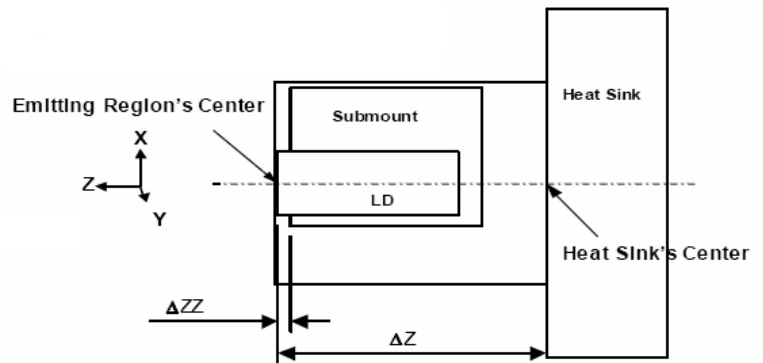 Heat Sink
Emitting Region's Center
Submount
X
Z
Y
LD
Heat Sink's Center
ΔZZ
ΔZ